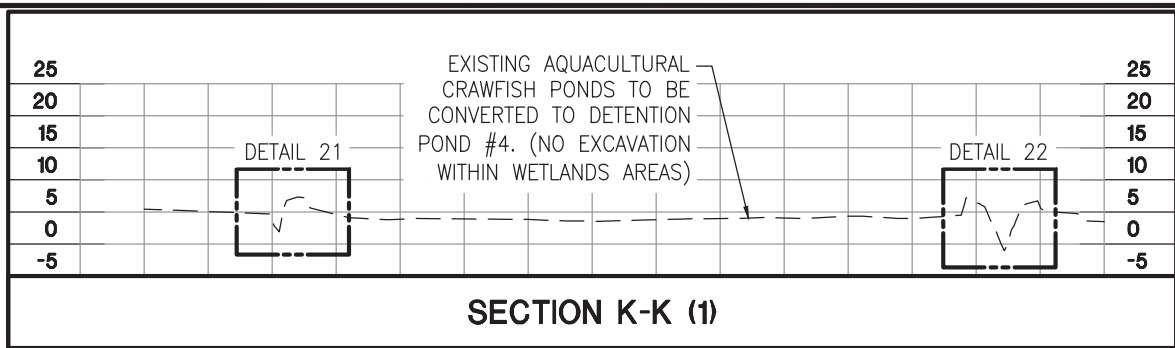 EXISTING AQUACULTURAL
CRAWFISH PONDS TO BE
CONVERTED TO DETENTION
POND #4. (NO EXCAVATION
WITHIN WETLANDS AREAS)
25
20
15
10
5
0
-5
DETAIL 21
DETAIL 22
25
20
15
10
5
0
-5
SECTION K-K (1)